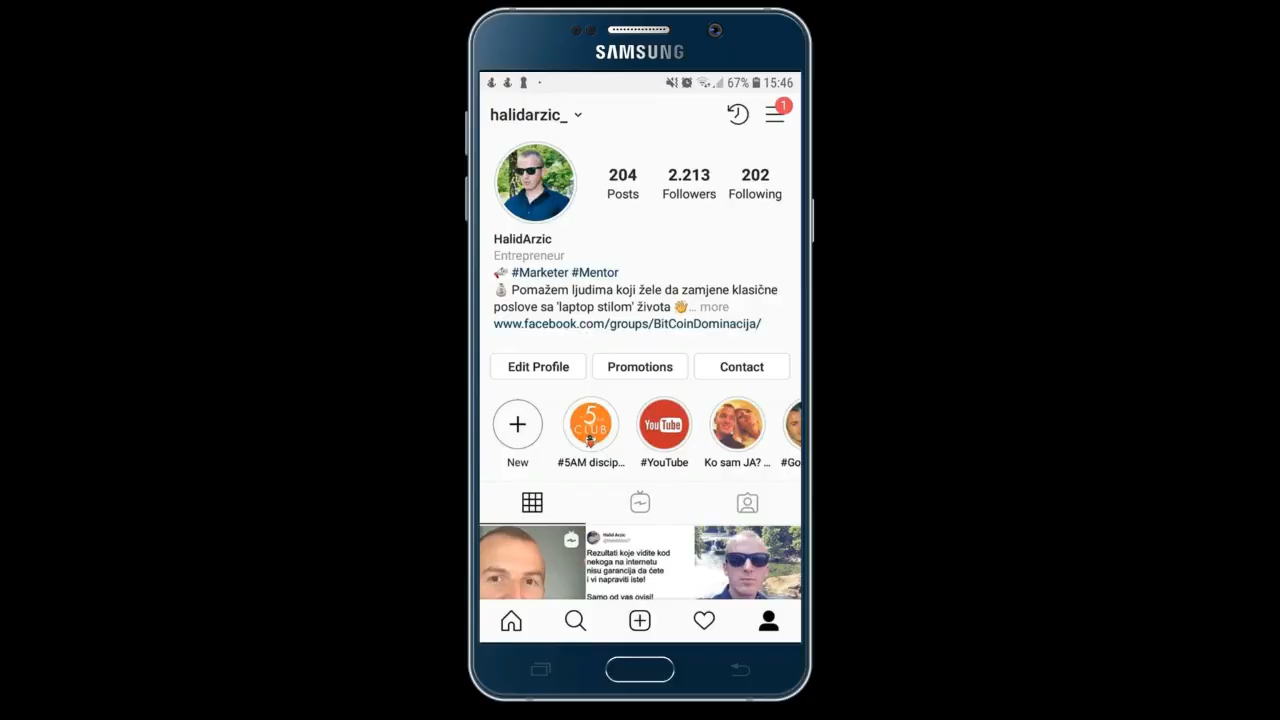 SAMSUNG
67% 15:46
halidarzic_
1
204 2.213 202
Posts Followers Following
HalidArzic
Entrepreneur
#Marketer #Mentor
Pomažem ljudima koji žele da zamjene klasične
poslove sa 'laptop stilom' života 👏... more
www.facebook.com/groups/BitCoinDominacija/
Edit Profile Promotions Contact
5
CLUB
YouTube
New #5AM discip... #YouTube Ko sam JA? ... #Go
Halid Arzic
Rezultati koje vidite kod
nekoga na internetu
nisu garancija da ćete
i vi napraviti iste!
Samo od vas ovisi!